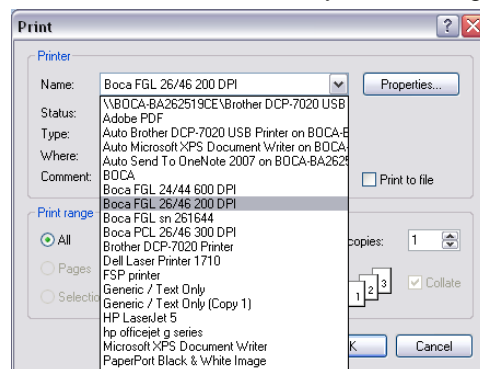 Print
Printer
Name: Boca FGL 26/46 200 DPI Properties...
\\BOCA-BA262519CE\Brother DCP-7020 USB
Status:
Adobe PDF
Type: Auto Brother DCP-7020 USB Printer on BOCA-B
Auto Microsoft XPS Document Writer on BOCA-
Where: Auto Send To OneNote 2007 on BOCA-BA2625
Comment: BOCA Print to file
Boca FGL 24/44 600 DPI
Boca FGL 26/46 200 DPI
Print range Boca FGL sn 261644
All Boca PCL 26/46 300 DPI copies: 1
Brother DCP-7020 Printer
Pages Dell Laser Printer 1710
FSP printer 1 2 3 Collate
Selectio Generic / Text Only
Generic / Text Only (Copy 1)
HP LaserJet 5
hp officejet g series
Microsoft XPS Document Writer K Cancel
PaperPort Black & White Image